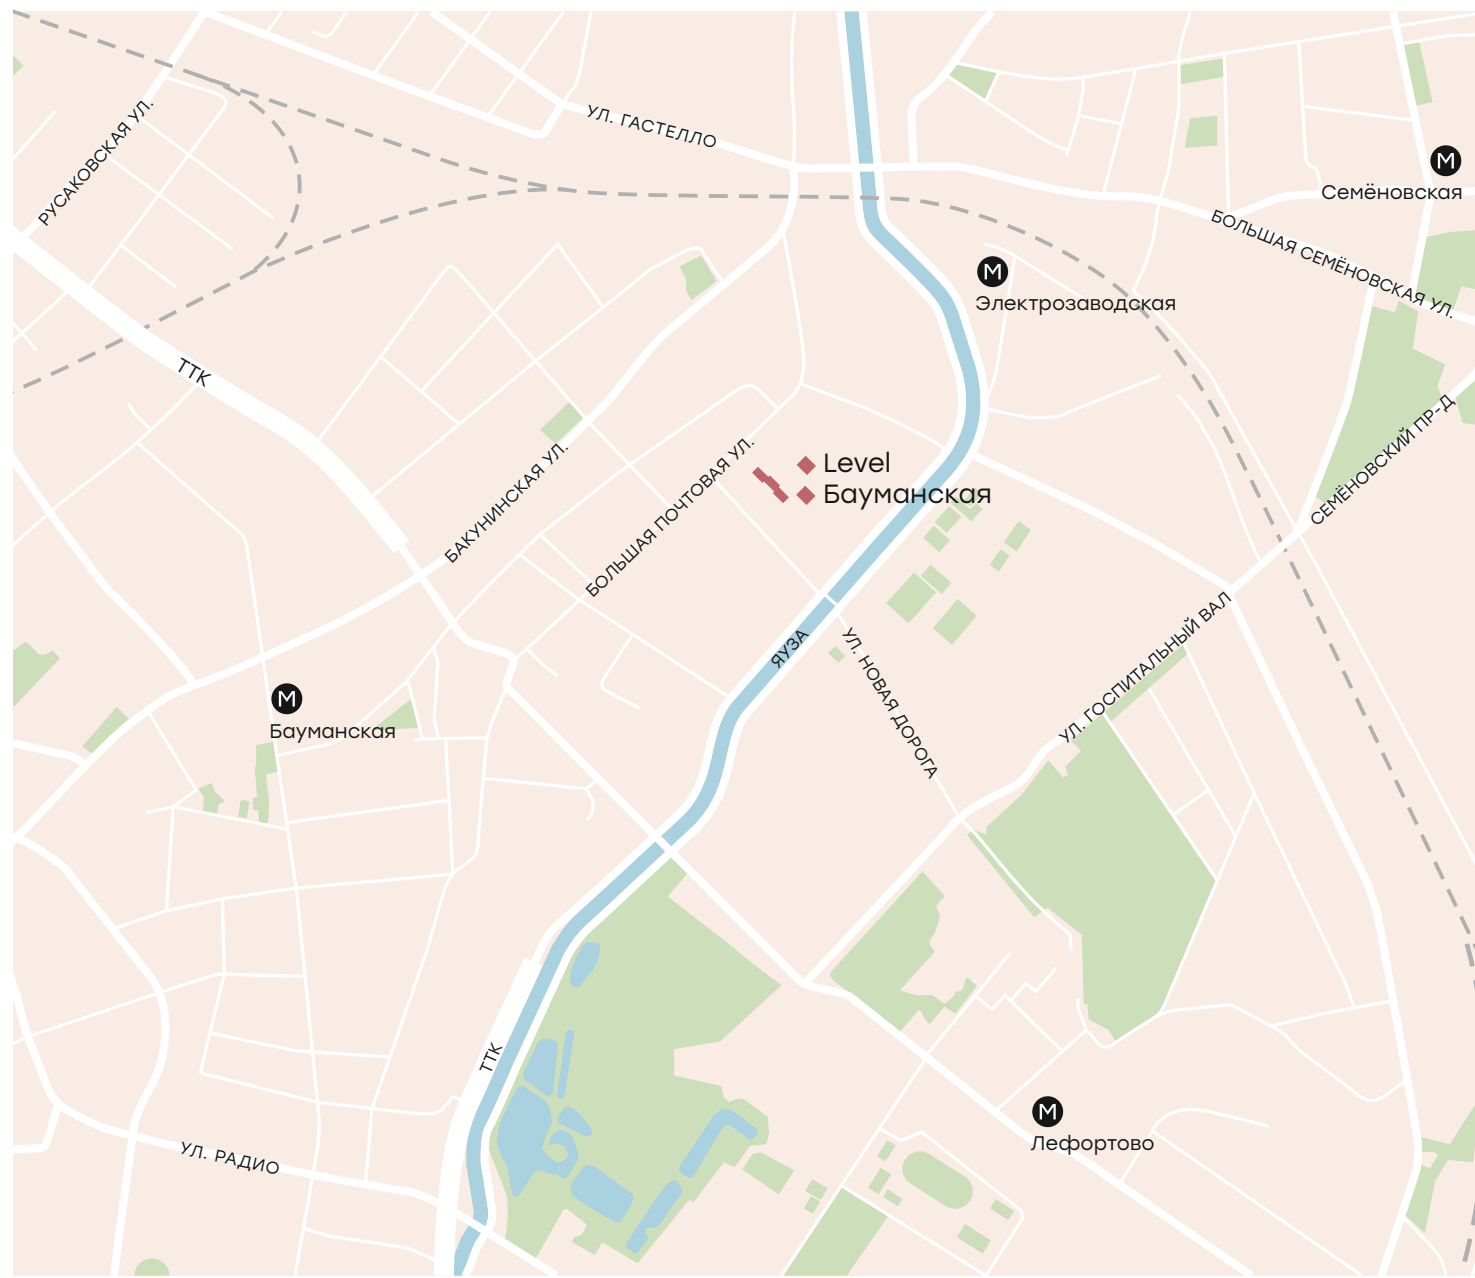 УЛ. ГАСТЕЛЛО
РУСАКОВСКАЯ УЛ.
М
Семёновская
БОЛЬШАЯ СЕМЁНОВСКАЯ УЛ.
М
Электрозаводская
ТТК
СЕМЁНОВСКИЙ ПР-Д
БАКУНИНСКАЯ УЛ.
БОЛЬШАЯ ПОЧТОВАЯ УЛ.
Level
Бауманская
ЯУЗА
УЛ. НОВАЯ ДОРОГА
УЛ. ГОСПИТАЛЬНЫЙ ВАЛ
М
Бауманская
ТТК
М
Лефортово
УЛ. РАДИО